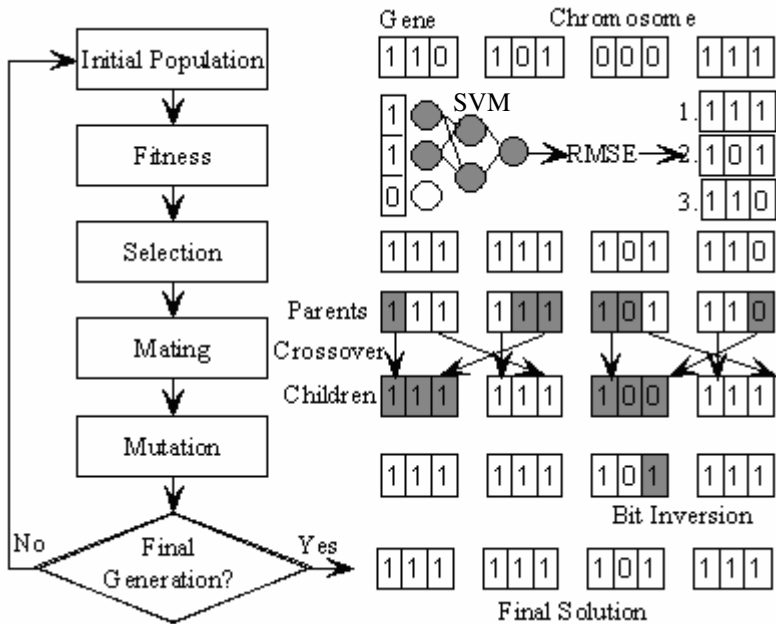 Gene Chromosome
Initial Population 1 1 0 1 0 1 0 0 0 1 1 1
1 SVM 1. 1 1 1
Fitness 1 RMSE 2. 1 0 1
0 3. 1 1 0
Selection 1 1 1 1 1 1 1 0 1 1 1 0
Parents 1 1 1 1 1 1 1 0 1 1 1 0
Mating Crossover
Children 1 1 1 1 1 1 1 0 0 1 1 1
Mutation 1 1 1 1 1 1 1 0 1 1 1 1
Bit Inversion
No Final Generation? Yes
1 1 1 1 1 1 1 0 1 1 1 1
Final Solution